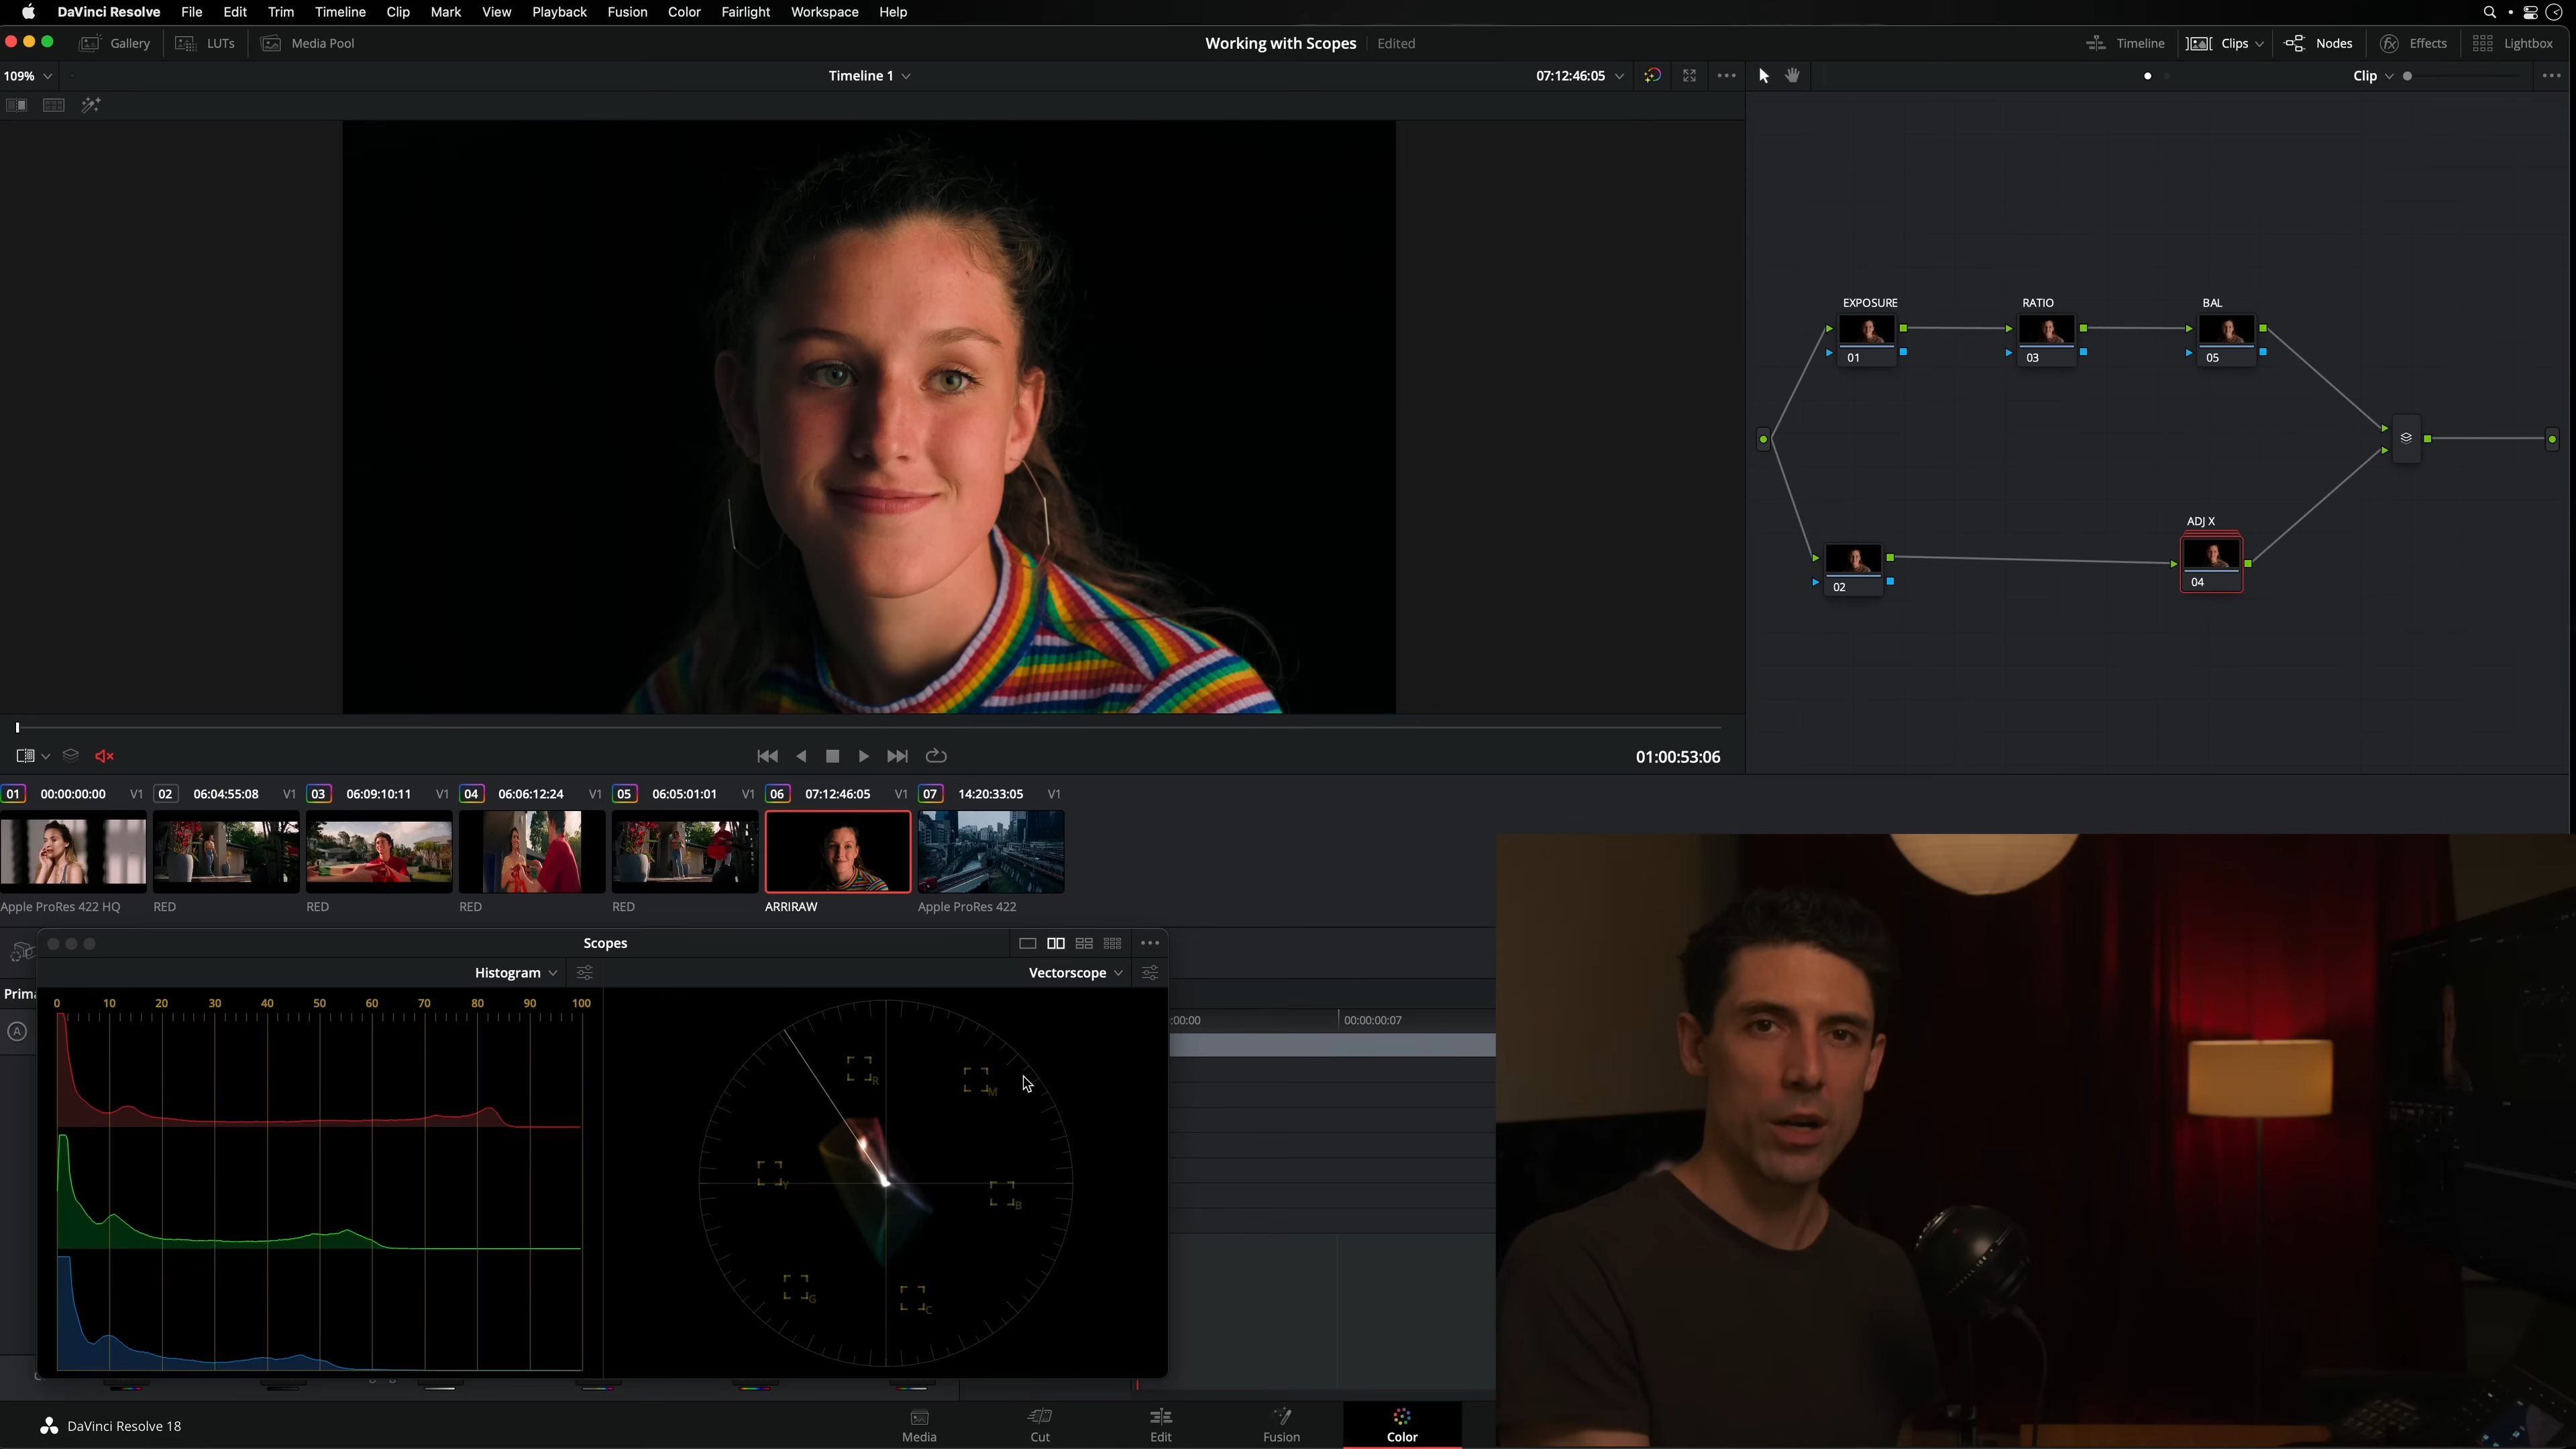 DaVinci Resolve File Edit Trim Timeline Clip Mark View Playback Fusion Color Fairlight Workspace Help
Gallery LUTs Media Pool Working with Scopes Edited Timeline Clips Nodes Effects Lightbox
109% Timeline 1 07:12:46:05 Clip
EXPOSURE RATIO BAL
01 03 05
ADJ X
02 04
01:00:53:06
01 00:00:00:00 V1 02 06:04:55:08 V1 03 06:09:10:11 V1 04 06:06:12:24 V1 05 06:05:01:01 V1 06 07:12:46:05 V1 07 14:20:33:05 V1
Apple ProRes 422 HQ RED RED RED RED ARRIRAW Apple ProRes 422
Scopes
Histogram Vectorscope
Prima
0 10 20 30 40 50 60 70 80 90 100
:00:00 00:00:00:07
A
R
M
Y
B
G
C
DaVinci Resolve 18
Media Cut Edit Fusion Color